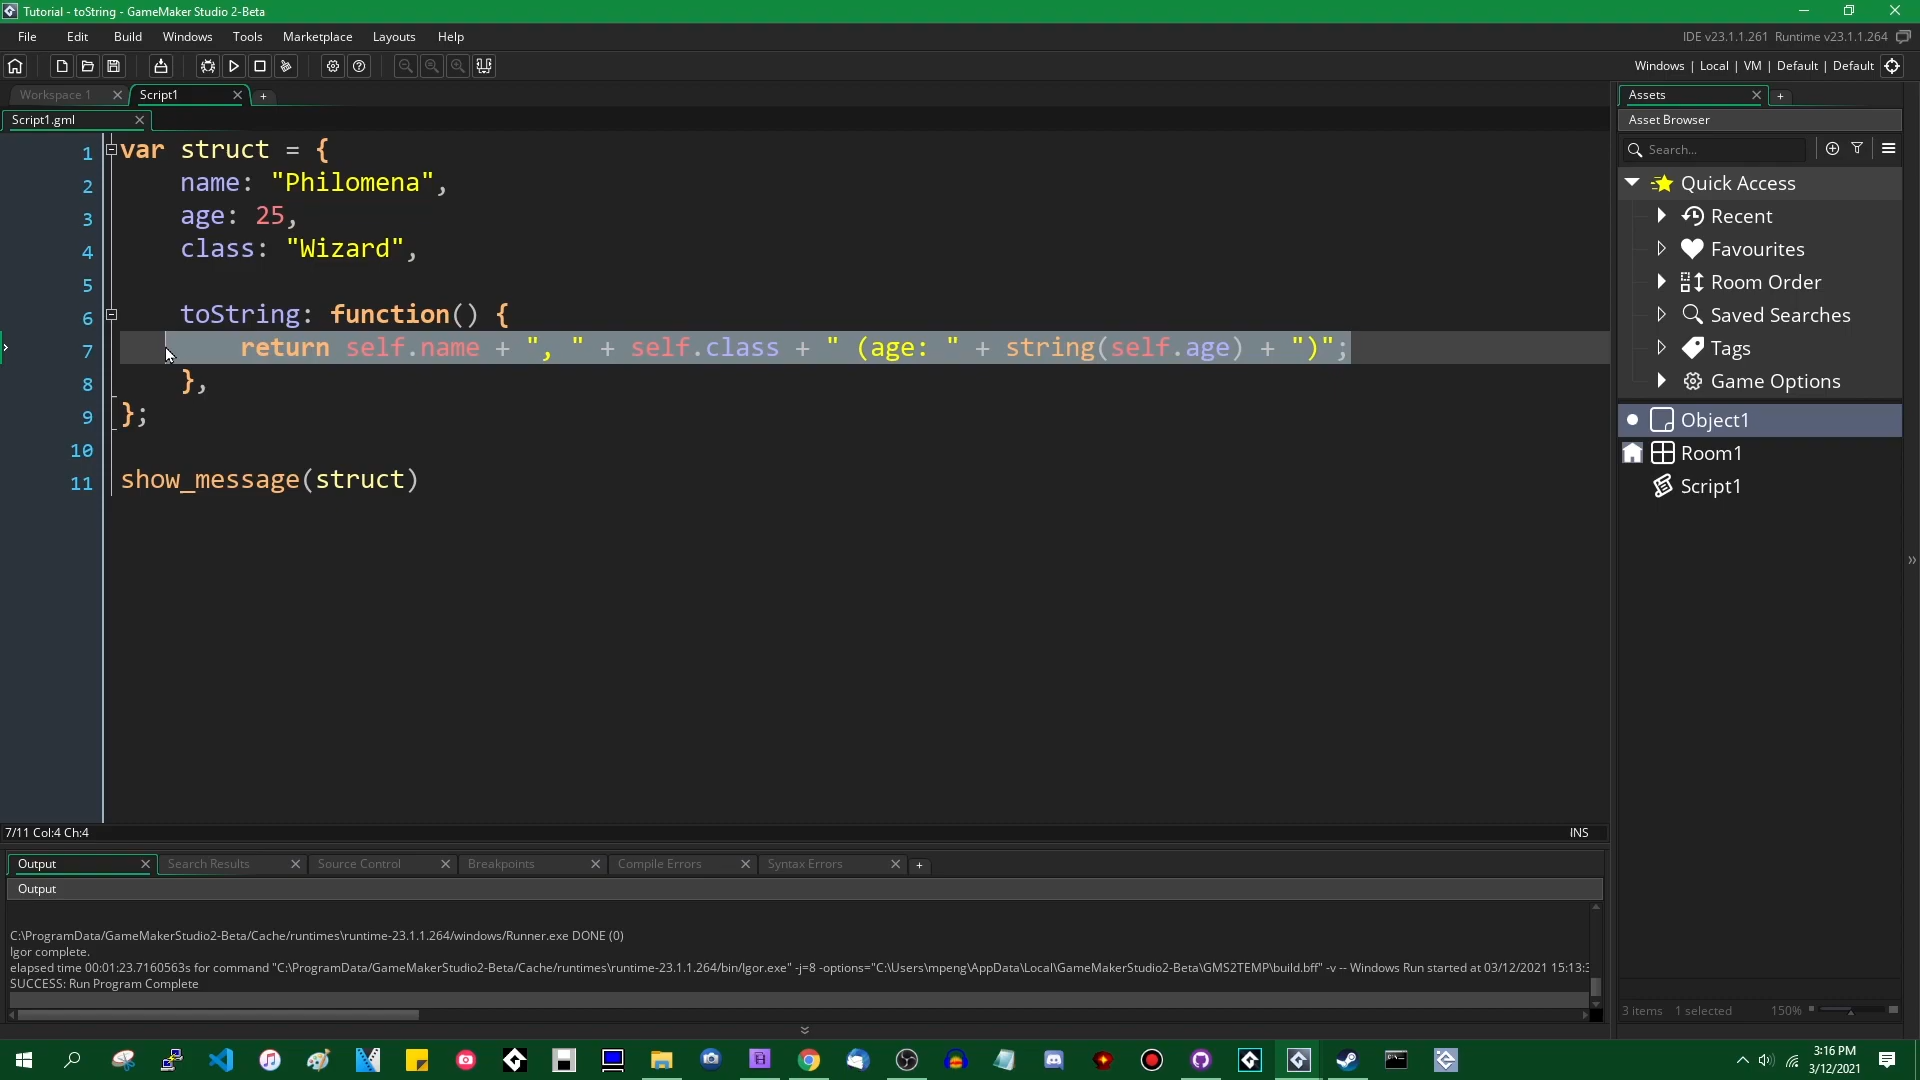 Tutorial - toString - GameMaker Studio 2-Beta
File Edit Build Windows Tools Marketplace Layouts Help
IDE v23.1.1.261 Runtime v23.1.1.264
Windows | Local | VM | Default | Default
Workspace 1
Script1
Script1.gml
1 var struct = {
2 name: "Philomena",
3 age: 25,
4 class: "Wizard",
5
6 toString: function() {
7 return self.name + ", " + self.class + " (age: " + string(self.age) + ")";
8 },
9 };
10
11 show_message(struct)
7/11 Col:4 Ch:4
INS
Assets
Asset Browser
Search...
Quick Access
Recent
Favourites
Room Order
Saved Searches
Tags
Game Options
Object1
Room1
Script1
3 items 1 selected 150%
Output Search Results Source Control Breakpoints Compile Errors Syntax Errors
Output
C:\ProgramData/GameMakerStudio2-Beta/Cache/runtimes\runtime-23.1.1.264/windows/Runner.exe DONE (0)
Igor complete.
elapsed time 00:01:23.7160563s for command "C:\ProgramData/GameMakerStudio2-Beta/Cache/runtimes\runtime-23.1.1.264/bin/Igor.exe" -j=8 -options="C:\Users\mpeng\AppData\Local\GameMakerStudio2-Beta\GMS2TEMP\build.bff" -v -- Windows Run started at 03/12/2021 15:13:3
SUCCESS: Run Program Complete
3:16 PM
3/12/2021